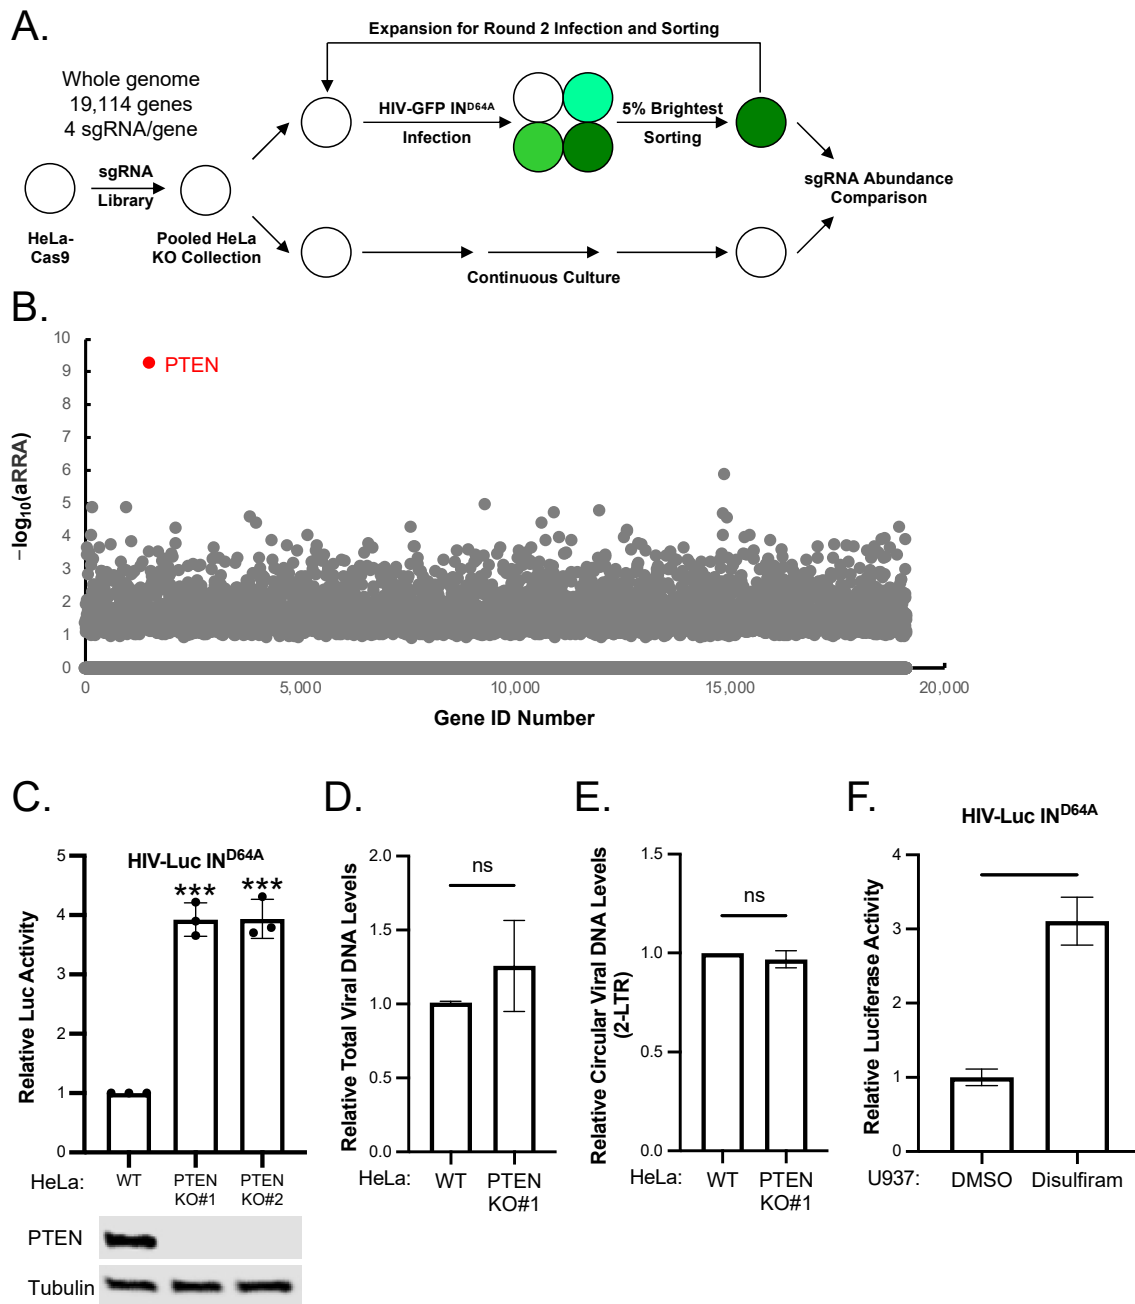 A.
Expansion for Round 2 Infection and Sorting
Whole genome
19,114 genes
4 sgRNA/gene
HIV-GFP IN^D64A
Infection
5% Brightest
Sorting
sgRNA
Library
HeLa-
Cas9
Pooled HeLa
KO Collection
sgRNA Abundance
Comparison
Continuous Culture
B.
10
9
8
7
6
5
4
3
2
1
0
−log₁₀(aRRA)
PTEN
0
5,000
10,000
15,000
20,000
Gene ID Number
C.
HIV-Luc IN^D64A
5
4
3
2
1
0
Relative Luc Activity
***
***
HeLa:
WT
PTEN
KO#1
PTEN
KO#2
PTEN
Tubulin
D.
2.0
1.5
1.0
0.5
0.0
Relative Total Viral DNA Levels
ns
HeLa:
WT
PTEN
KO#1
E.
1.5
1.0
0.5
0.0
Relative Circular Viral DNA Levels
(2-LTR)
ns
HeLa:
WT
PTEN
KO#1
F.
HIV-Luc IN^D64A
4
3
2
1
0
Relative Luciferase Activity
U937:
DMSO
Disulfiram